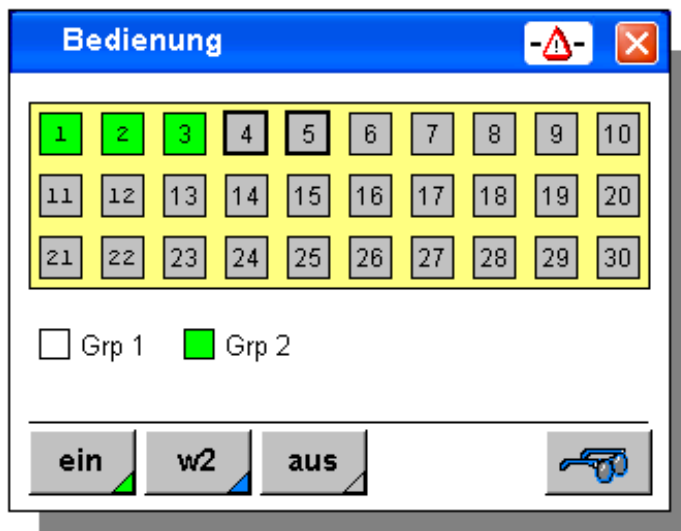 Bedienung
1 2 3 4 5 6 7 8 9 10
11 12 13 14 15 16 17 18 19 20
21 22 23 24 25 26 27 28 29 30
Grp 1 Grp 2
ein w2 aus